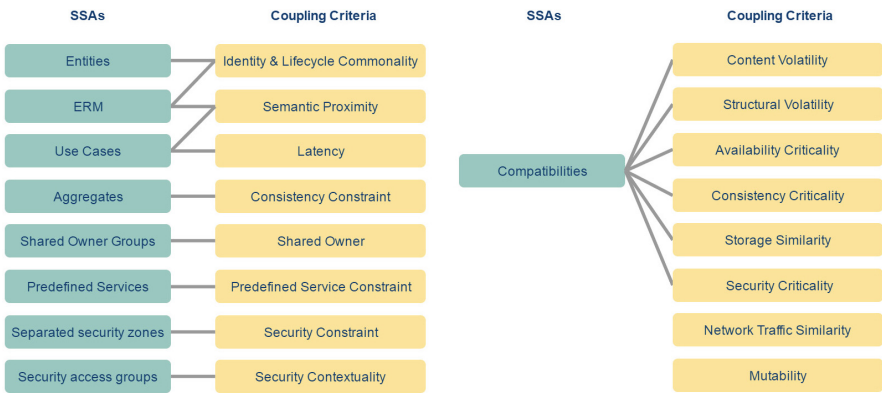 SSAs
Coupling Criteria
Entities
Identity & Lifecycle Commonality
ERM
Semantic Proximity
Use Cases
Latency
Aggregates
Consistency Constraint
Shared Owner Groups
Shared Owner
Predefined Services
Predefined Service Constraint
Separated security zones
Security Constraint
Security access groups
Security Contextuality
SSAs
Coupling Criteria
Compatibilities
Content Volatility
Structural Volatility
Availability Criticality
Consistency Criticality
Storage Similarity
Security Criticality
Network Traffic Similarity
Mutability